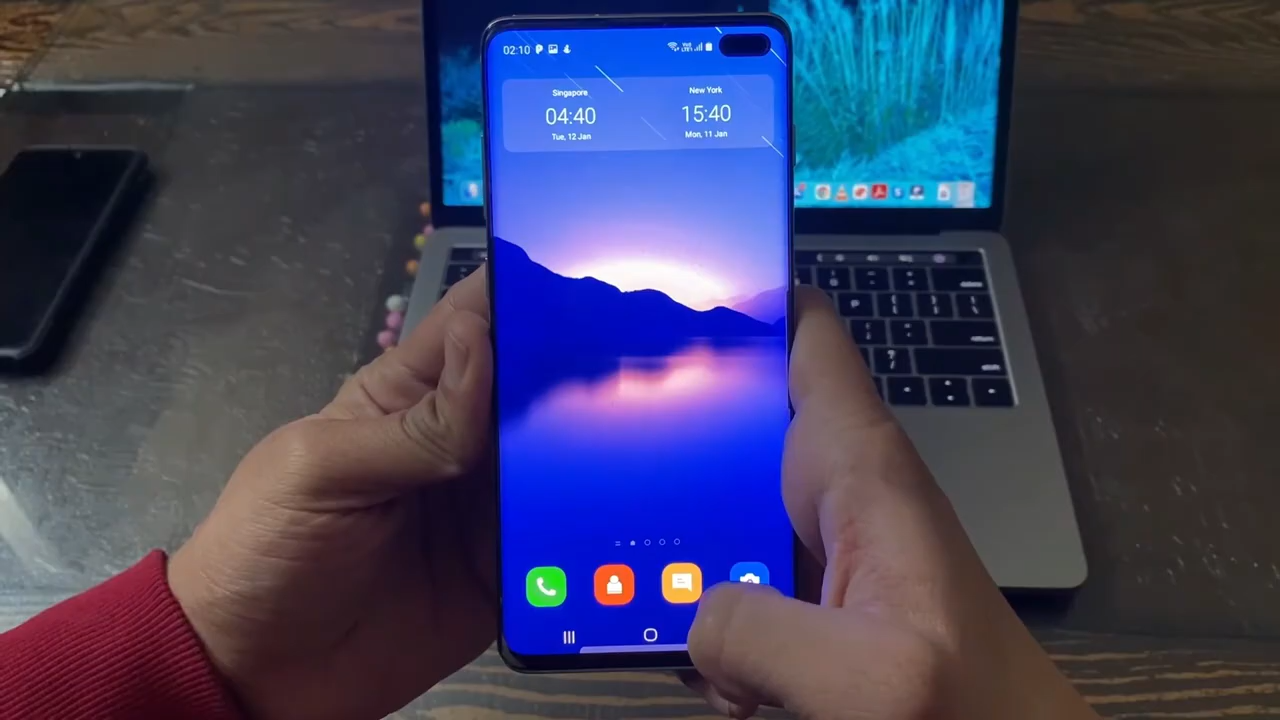 02:10
Singapore
New York
04:40
15:40
Tue, 12 Jan
Mon, 11 Jan
P